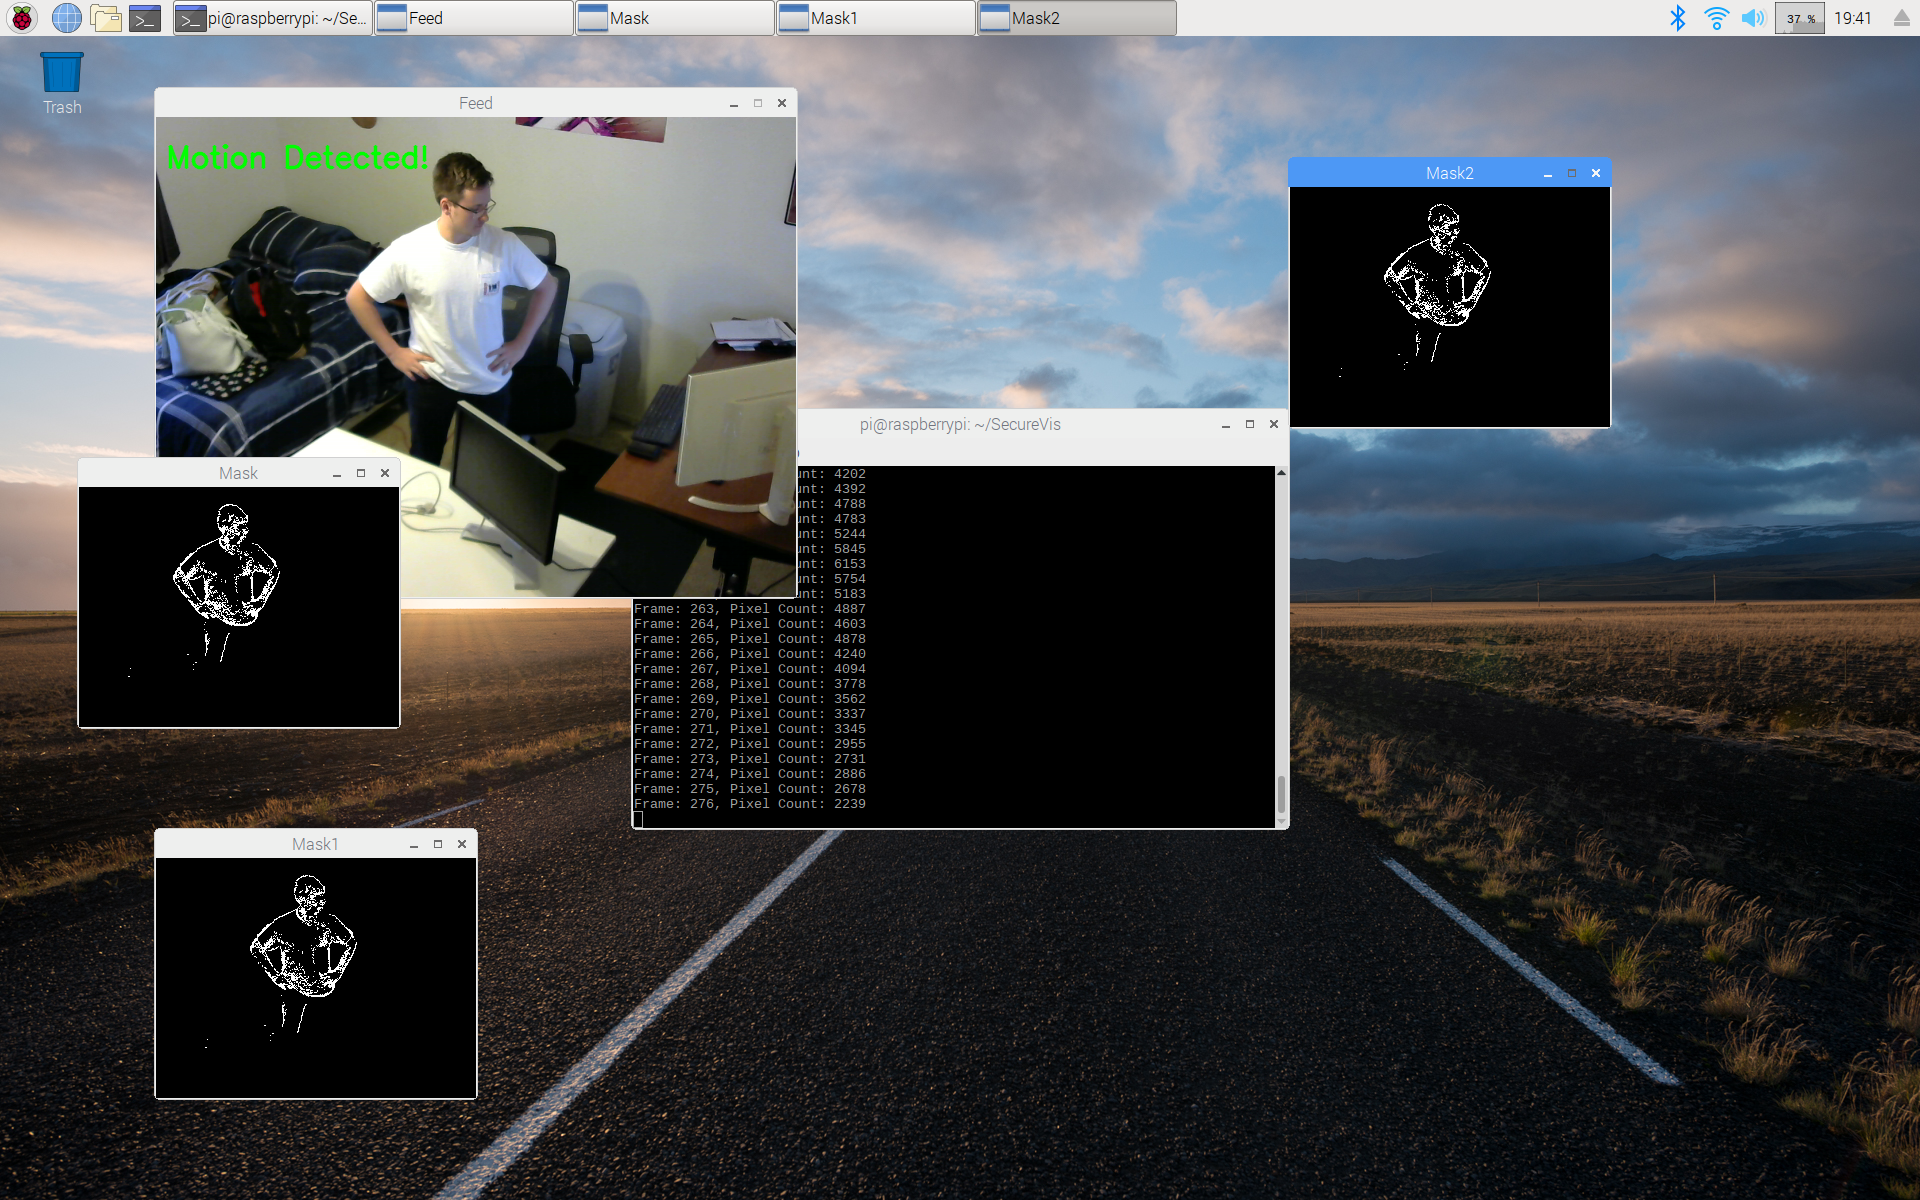 pi@raspberrypi: ~/Se...
Feed
Mask
Mask1
Mask2
37 %
19:41
Trash
Feed
Motion Detected!
Mask2
pi@raspberrypi: ~/SecureVis
unt: 4202
unt: 4392
unt: 4788
unt: 4783
unt: 5244
unt: 5845
unt: 6153
unt: 5754
unt: 5183
Frame: 263, Pixel Count: 4887
Frame: 264, Pixel Count: 4603
Frame: 265, Pixel Count: 4878
Frame: 266, Pixel Count: 4240
Frame: 267, Pixel Count: 4094
Frame: 268, Pixel Count: 3778
Frame: 269, Pixel Count: 3562
Frame: 270, Pixel Count: 3337
Frame: 271, Pixel Count: 3345
Frame: 272, Pixel Count: 2955
Frame: 273, Pixel Count: 2731
Frame: 274, Pixel Count: 2886
Frame: 275, Pixel Count: 2678
Frame: 276, Pixel Count: 2239
Mask
Mask1